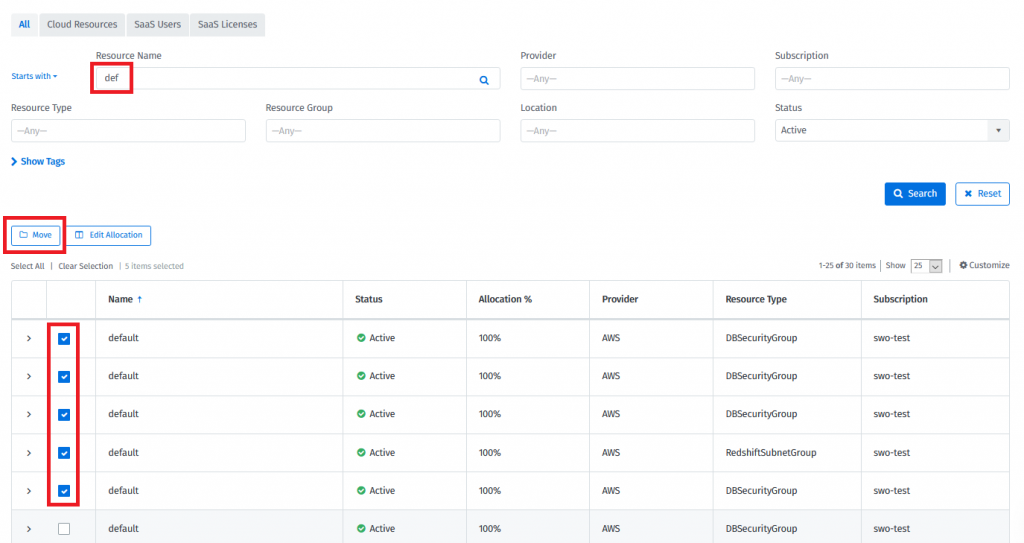 All Cloud Resources SaaS Users SaaS Licenses
Resource Name Provider Subscription
Starts with def —Any— —Any—
Resource Type Resource Group Location Status
—Any— —Any— —Any— Active
Show Tags
Search Reset
Move Edit Allocation
Select All | Clear Selection | 5 items selected 1-25 of 30 items | Show 25 | Customize
Name ↑ Status Allocation % Provider Resource Type Subscription
default Active 100% AWS DBSecurityGroup swo-test
default Active 100% AWS DBSecurityGroup swo-test
default Active 100% AWS DBSecurityGroup swo-test
default Active 100% AWS RedshiftSubnetGroup swo-test
default Active 100% AWS DBSecurityGroup swo-test
default Active 100% AWS DBSecurityGroup swo-test